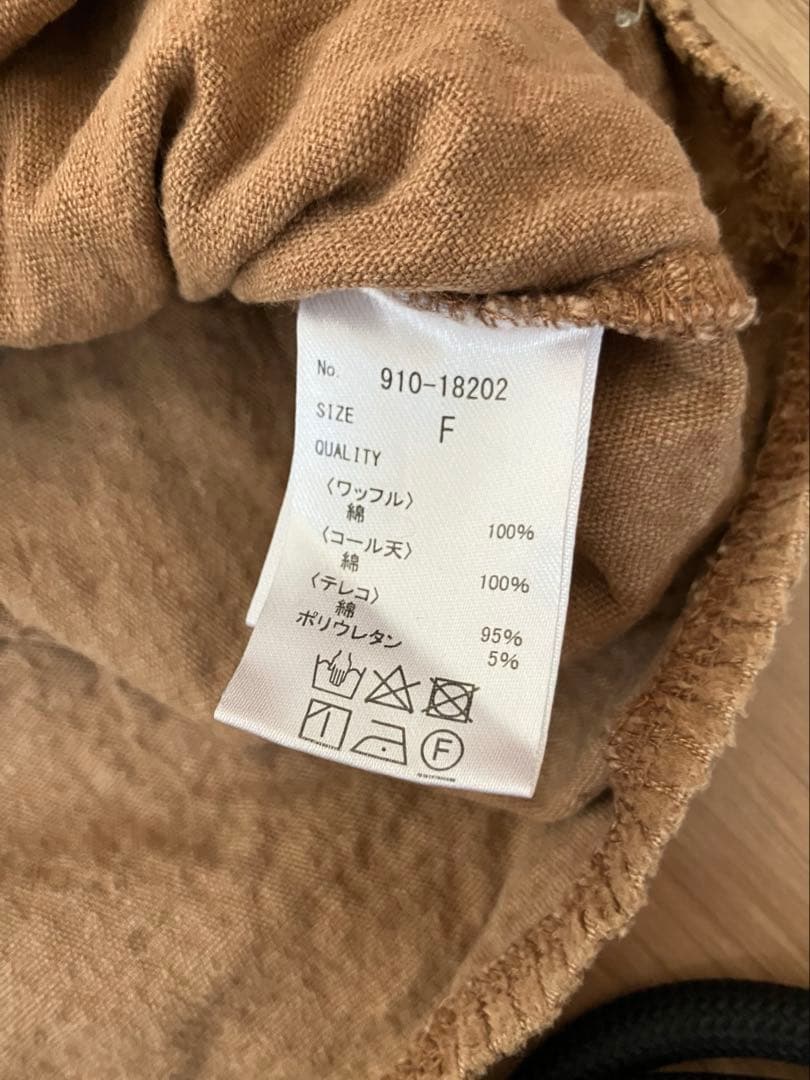 No. 910-18202
SIZE F
QUALITY
〈ワッフル〉
綿 100%
〈コール天〉
綿 100%
〈テレコ〉
綿 95%
ポリウレタン 5%
F